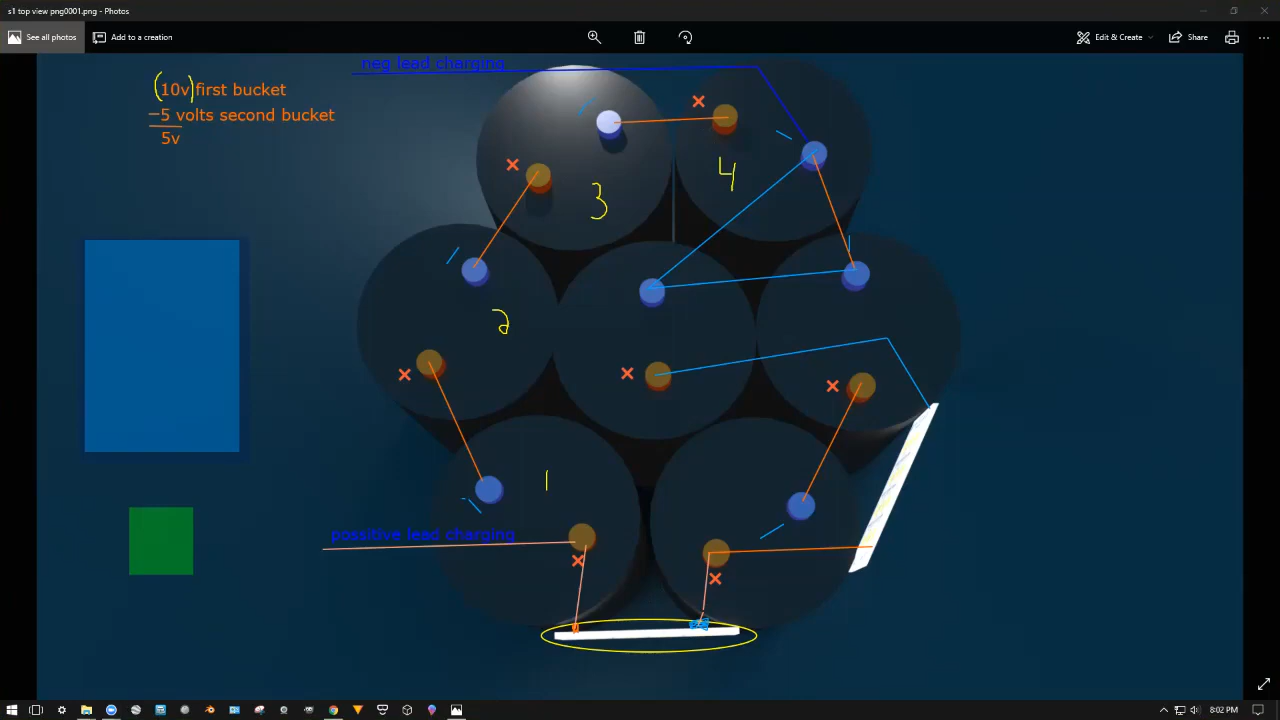 s1 top view png0001.png - Photos
See all photos
Add to a creation
Edit & Create
Share
neg lead charging
(10v) first bucket
-5 volts second bucket
5v
4
3
2
1
possitive lead charging
8:02 PM